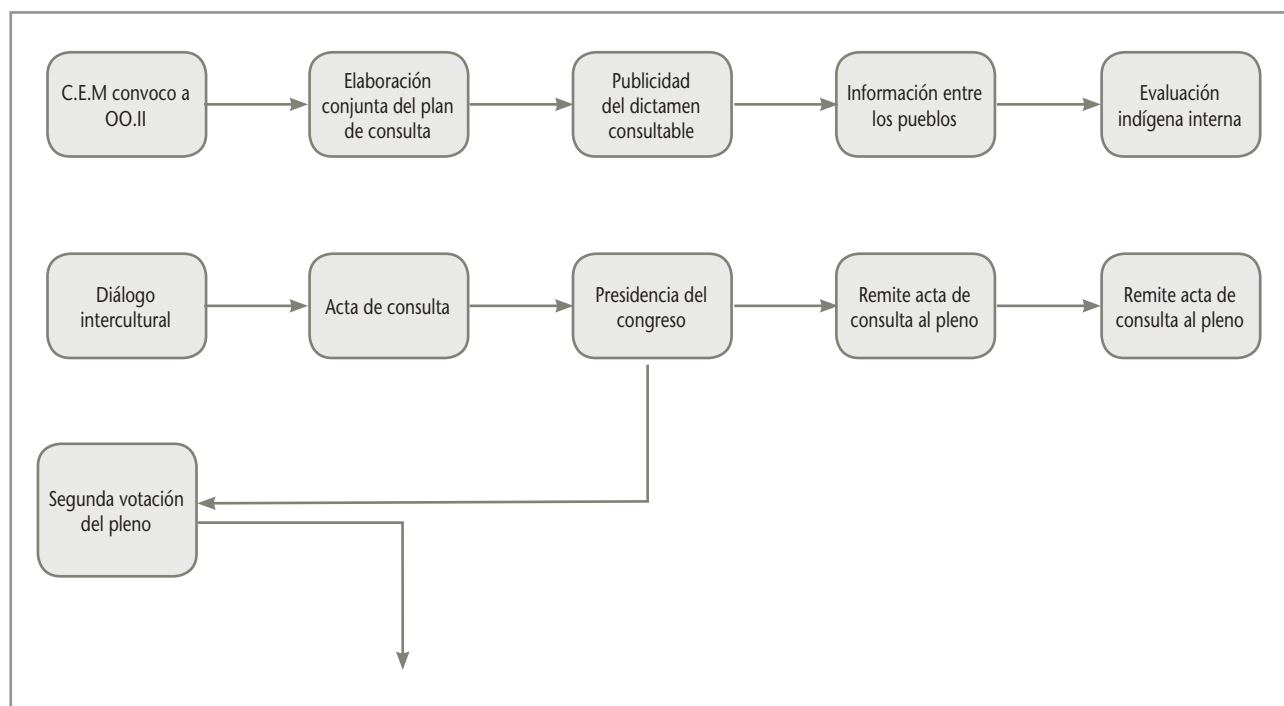 C.E.M convoco a
OO.II
Elaboración
conjunta del plan
de consulta
Publicidad
del dictamen
consultable
Información entre
los pueblos
Evaluación
indígena interna
Diálogo
intercultural
Acta de consulta
Presidencia del
congreso
Remite acta de
consulta al pleno
Remite acta de
consulta al pleno
Segunda votación
del pleno